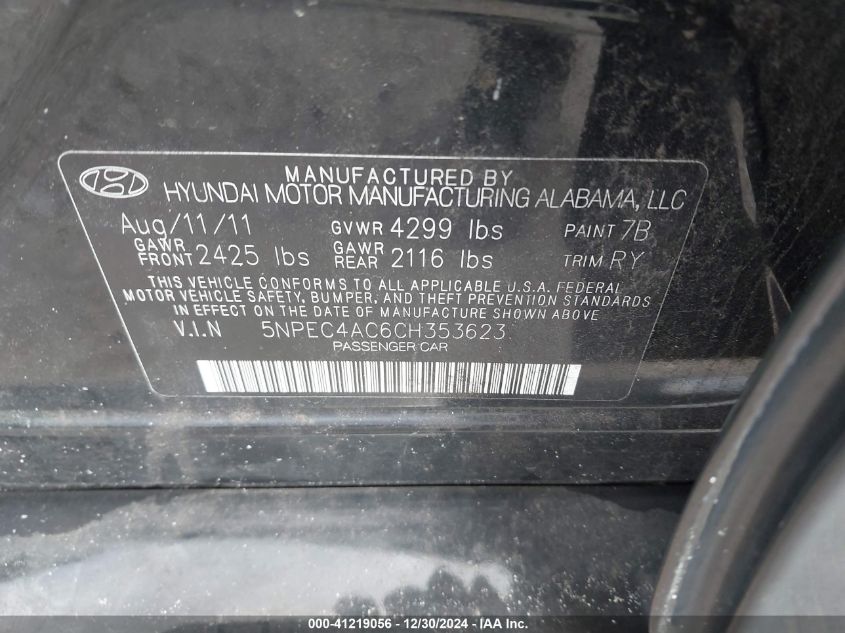 MANUFACTURED BY
HYUNDAI MOTOR MANUFACTURING ALABAMA, LLC
Aug/11/11 GVWR 4299 lbs PAINT 7B
GAWR FRONT 2425 lbs GAWR REAR 2116 lbs TRIM RY
THIS VEHICLE CONFORMS TO ALL APPLICABLE U.S.A. FEDERAL
MOTOR VEHICLE SAFETY, BUMPER, AND THEFT PREVENTION STANDARDS
IN EFFECT ON THE DATE OF MANUFACTURE SHOWN ABOVE
V.I.N 5NPEC4AC6CH353623
PASSENGER CAR
000-41219056 - 12/30/2024 - IAA Inc.